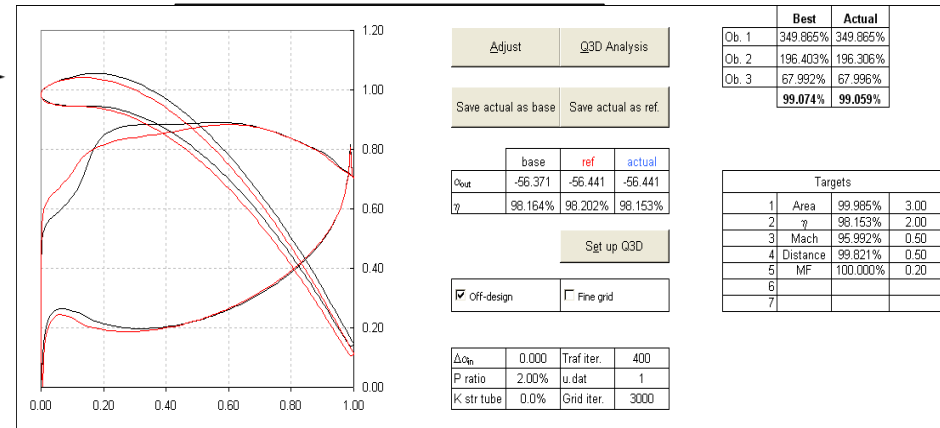 1.20
1.00
0.80
0.60
0.40
0.20
0.00
0.00 0.20 0.40 0.60 0.80 1.00
Adjust Q3D Analysis
Save actual as base Save actual as ref.
base ref actual
αout -56.371 -56.441 -56.441
η 98.164% 98.202% 98.153%
Set up Q3D
Off-design Fine grid
Δαin 0.000 Traf iter. 400
P ratio 2.00% u.dat 1
K str tube 0.0% Grid iter. 3000
Best Actual
Ob. 1 349.865% 349.865%
Ob. 2 196.403% 196.306%
Ob. 3 67.992% 67.996%
99.074% 99.059%
Targets
1 Area 99.985% 3.00
2 η 98.153% 2.00
3 Mach 95.992% 0.50
4 Distance 99.821% 0.50
5 MF 100.000% 0.20
6
7